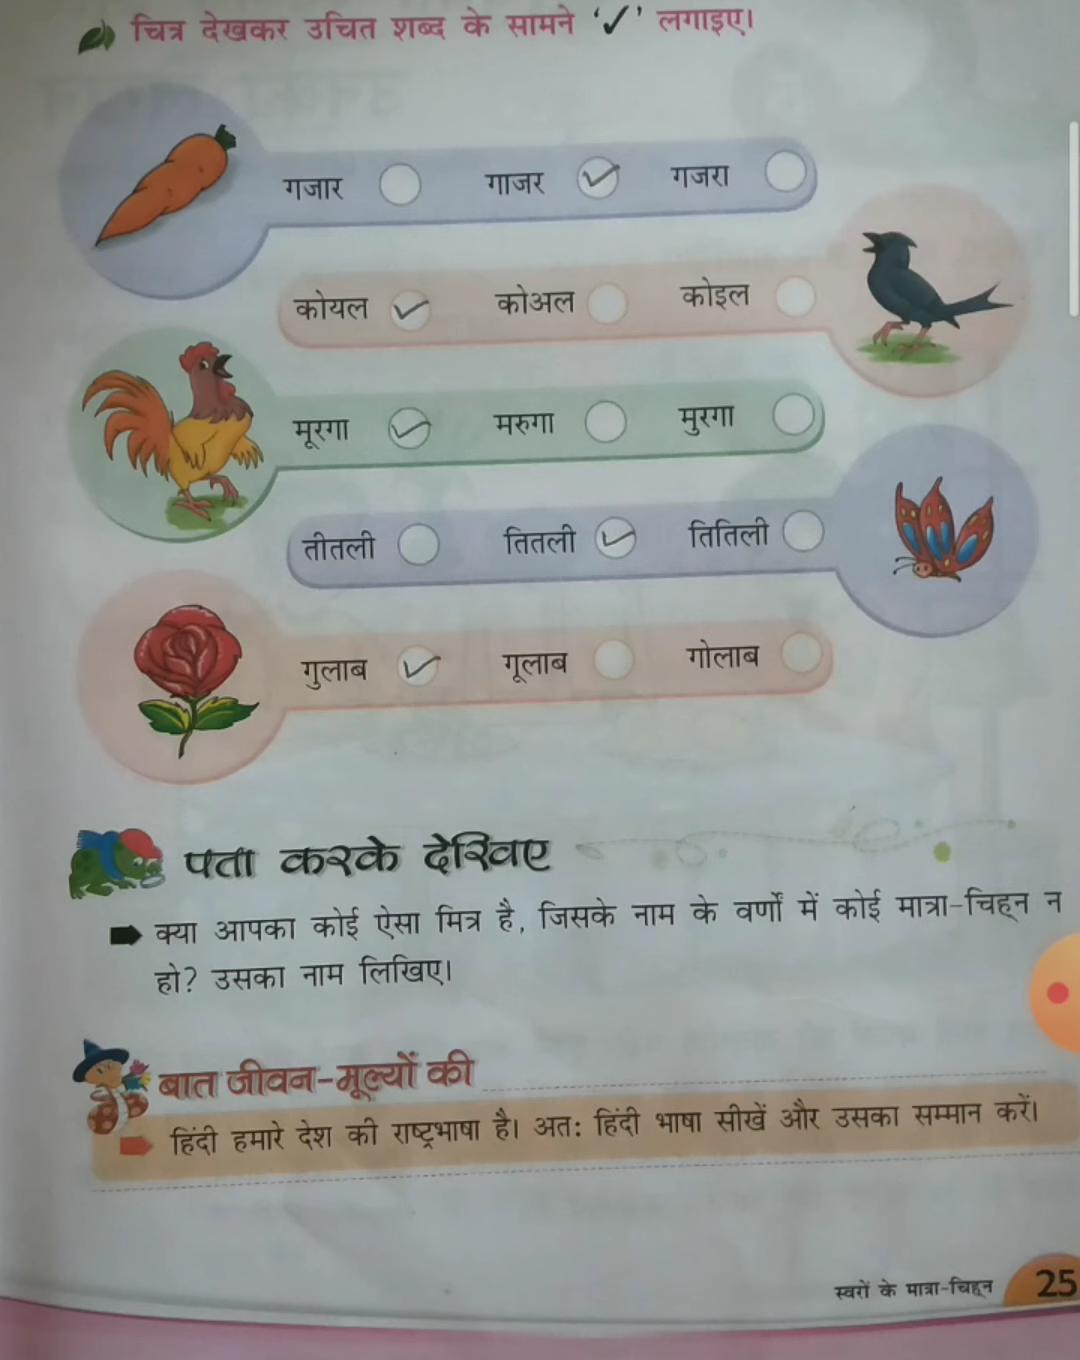 चित्र देखकर उचित शब्द के सामने ‘✓’ लगाइए।
गजार गाजर ✓ गजरा
कोयल ✓ कोअल कोइल
मूरगा ✓ मरुगा मुरगा
तीतली तितली ✓ तितिली
गुलाब ✓ गूलाब गोलाब
पता करके देखिए
क्या आपका कोई ऐसा मित्र है, जिसके नाम के वर्णों में कोई मात्रा-चिह्न न
हो? उसका नाम लिखिए।
बात जीवन-मूल्यों की
हिंदी हमारे देश की राष्ट्रभाषा है। अतः हिंदी भाषा सीखें और उसका सम्मान करें।
स्वरों के मात्रा-चिह्न 25